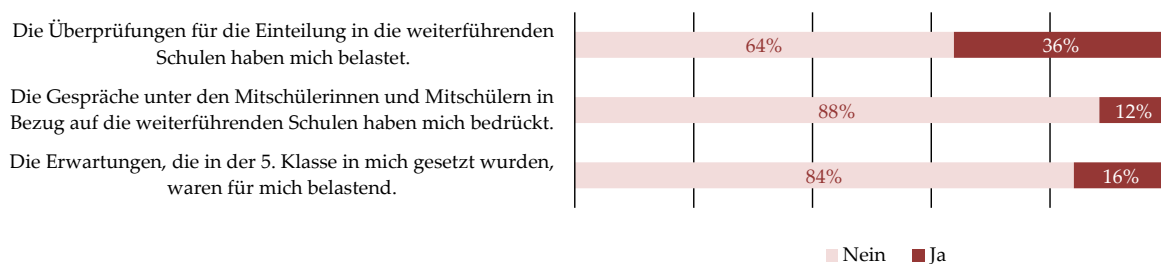 Die Überprüfungen für die Einteilung in die weiterführenden
Schulen haben mich belastet.
64%
36%
Die Gespräche unter den Mitschülerinnen und Mitschülern in
Bezug auf die weiterführenden Schulen haben mich bedrückt.
88%
12%
Die Erwartungen, die in der 5. Klasse in mich gesetzt wurden,
waren für mich belastend.
84%
16%
Nein
Ja